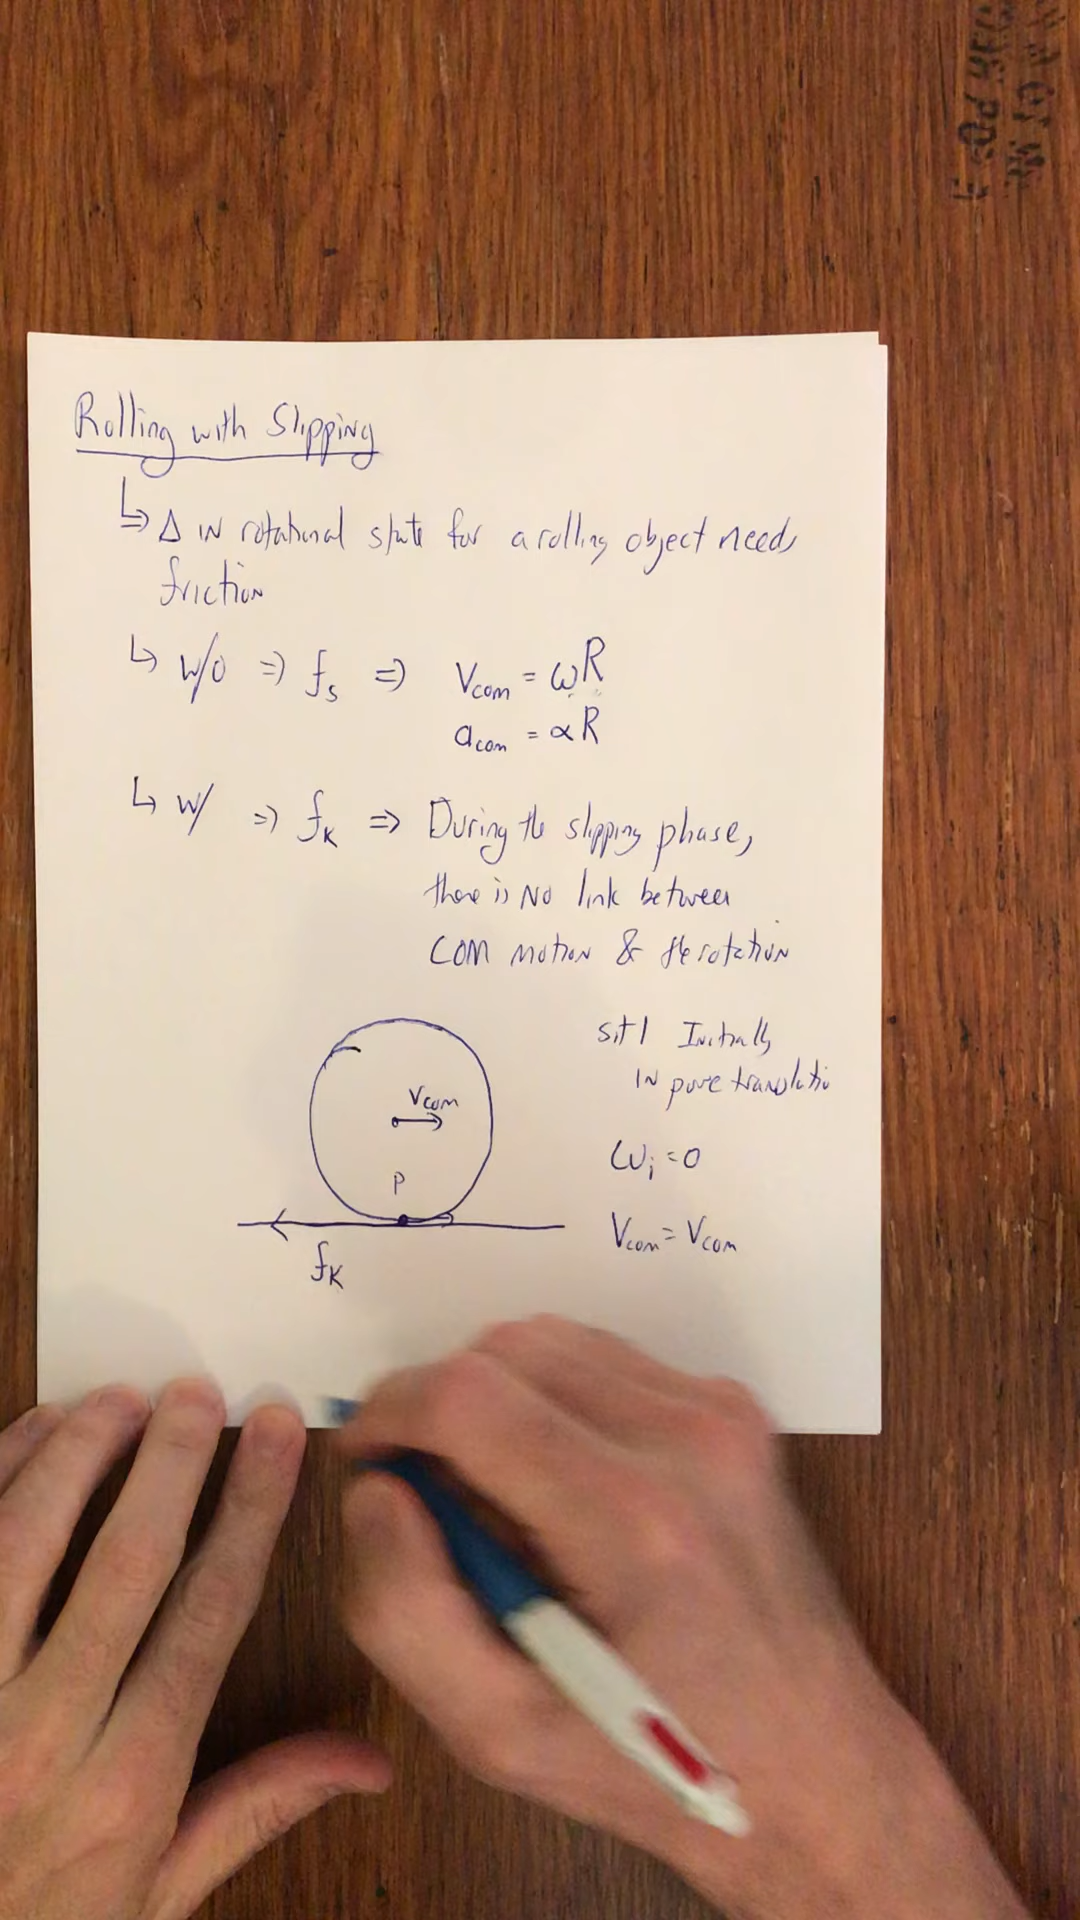 Rolling with Slipping
↳ Δ IN rotational state for a rolling object needs
friction
↳ W/O ⇒ fs ⇒ Vcom = ωR
acom = αR
↳ W/ ⇒ fK ⇒ During the slipping phase,
there is NO link between
COM motion & the rotation
sit 1 Initially
IN pure translatio
Vcom
P
ωi = 0
Vcom = Vcom
fK